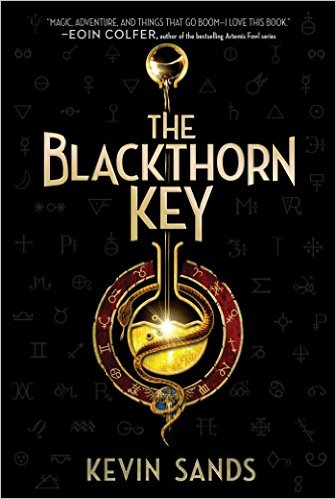 "MAGIC, ADVENTURE, AND THINGS THAT GO BOOM—I LOVE THIS BOOK."
—EOIN COLFER, author of the bestselling Artemis Fowl series
THE
BLACKTHORN
KEY
KEVIN SANDS